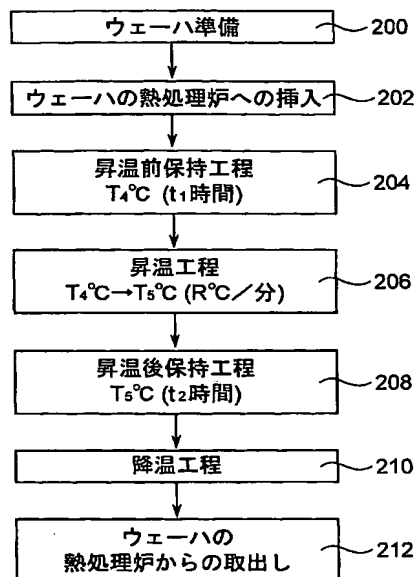 ウェーハ準備
200
ウェーハの熱処理炉への挿入
202
昇温前保持工程
T4℃ (t1時間)
204
昇温工程
T4℃→T5℃ (R℃/分)
206
昇温後保持工程
T5℃ (t2時間)
208
降温工程
210
ウェーハの
熱処理炉からの取出し
212